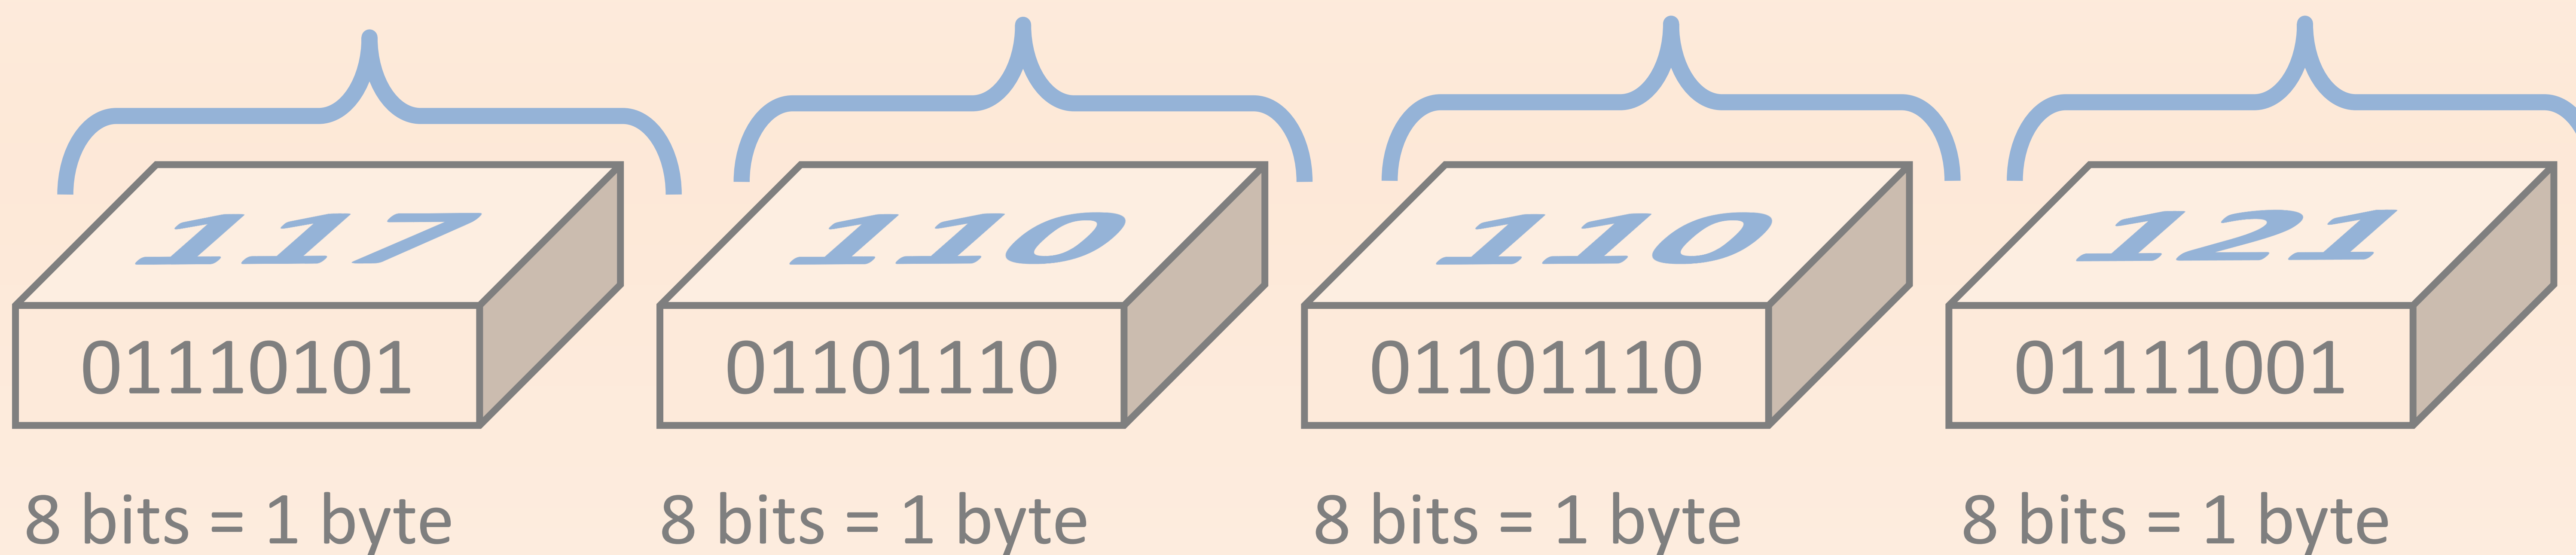 117 110 110 121
01110101 01101110 01101110 01111001
8 bits = 1 byte 8 bits = 1 byte 8 bits = 1 byte 8 bits = 1 byte